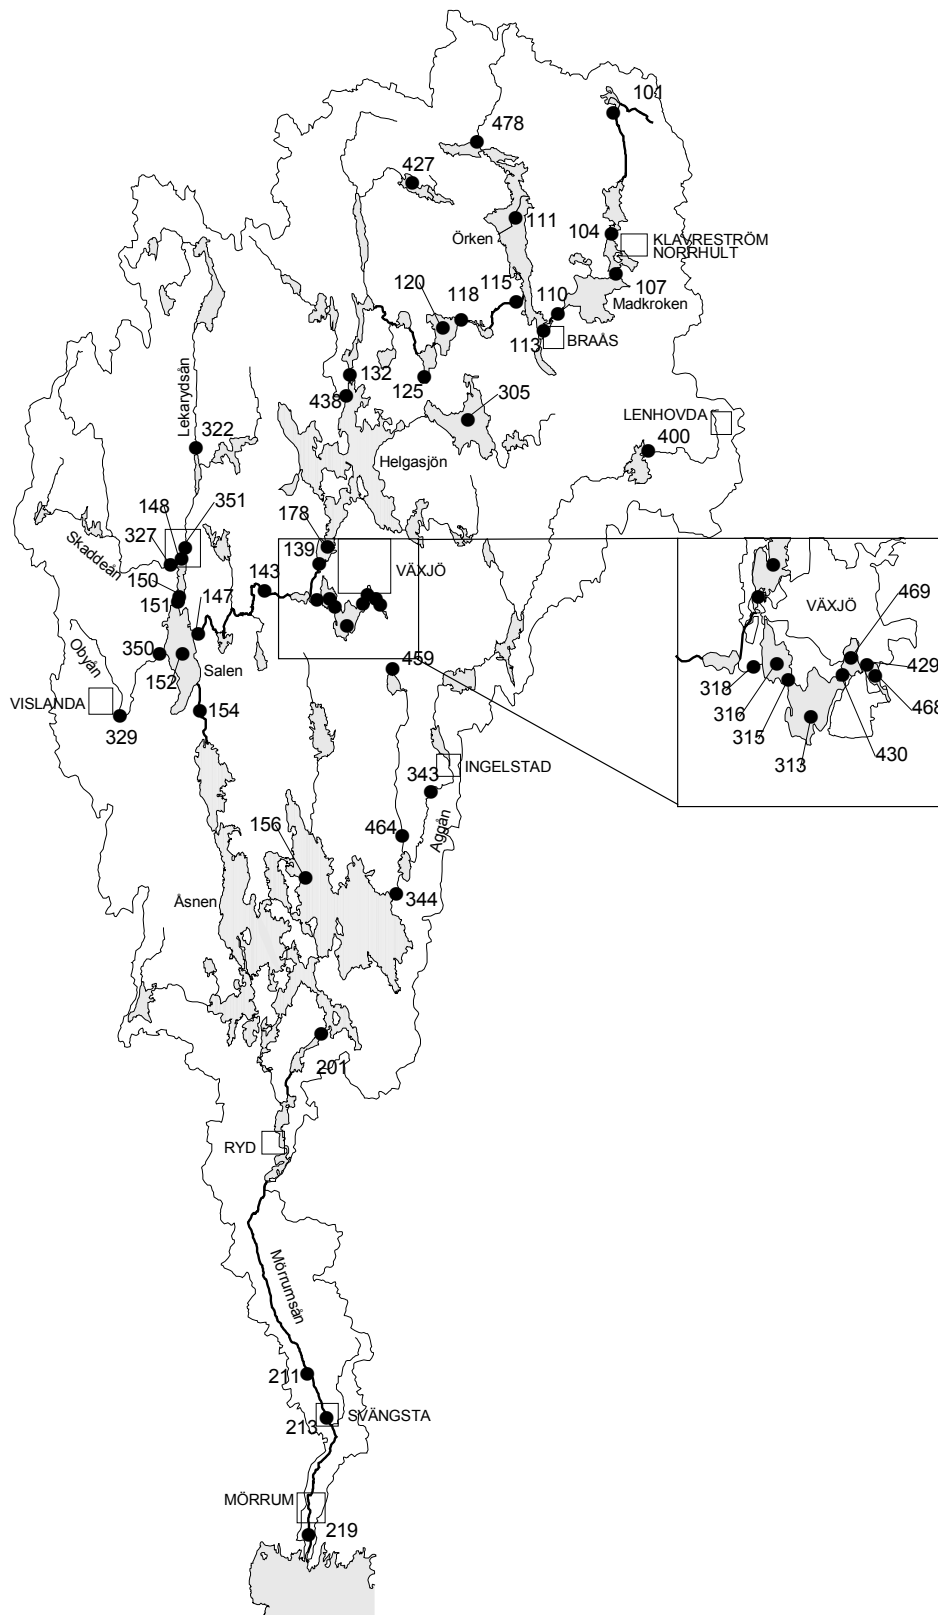 101
478
427
111
Örken
104
KLAVRESTRÖM
NORRHULT
107
Madkroken
115
110
118
120
113
BRAÅS
132
125
438
305
LENHOVDA
400
Lekarydsån
322
Helgasjön
351
148
327
178
139
Skaddeån
150
151
147
143
VÄXJÖ
VÄXJÖ
469
429
468
318
316
315
313
430
Obyån
350
152
Salen
459
VISLANDA
329
154
INGELSTAD
343
464
Aggån
156
344
Åsnen
201
RYD
Mörrumsån
211
213
SVÄNGSTA
MÖRRUM
219